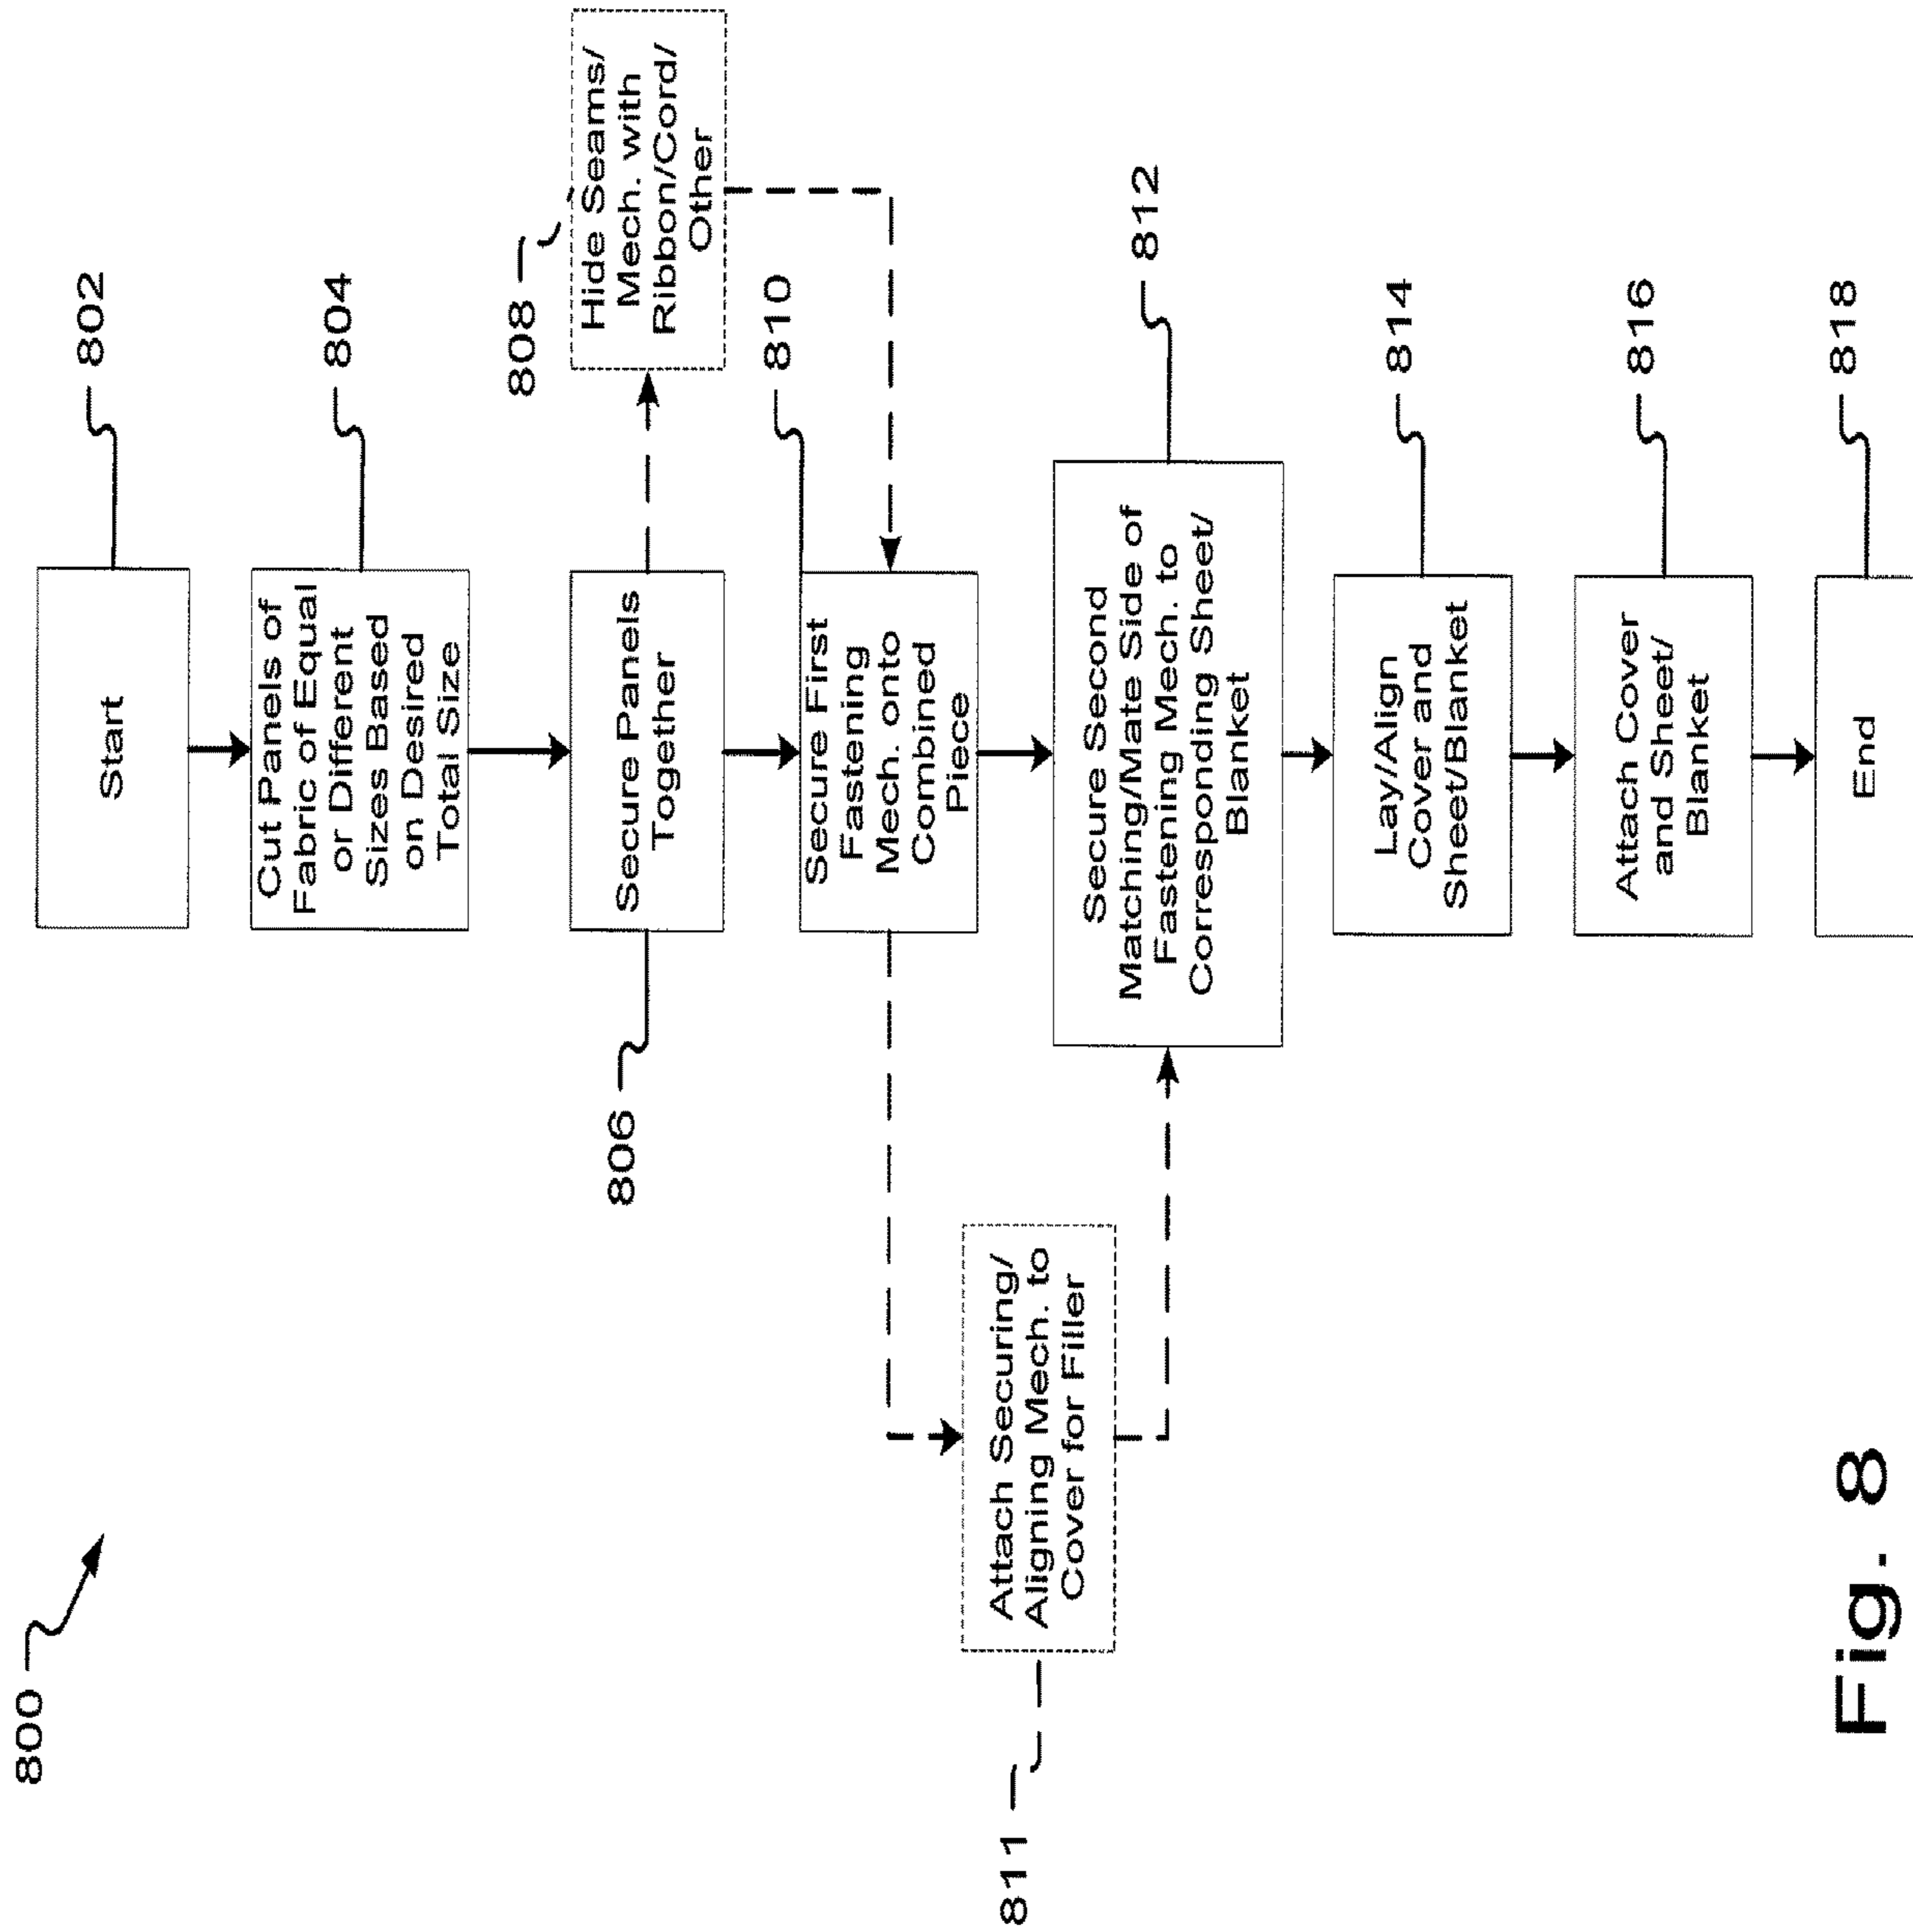 800
Start
802
Cut Panels of
Fabric of Equal
or Different
Sizes Based
on Desired
Total Size
804
Secure Panels
Together
806
Hide Seams/
Mech. with
Ribbon/Cord/
Other
808
Secure First
Fastening
Mech. onto
Combined
Piece
810
Attach Securing/
Aligning Mech. to
Cover for Filler
811
Secure Second
Matching/Mate Side of
Fastening Mech. to
Corresponding Sheet/
Blanket
812
Lay/Align
Cover and
Sheet/Blanket
814
Attach Cover
and Sheet/
Blanket
816
End
818
Fig. 8